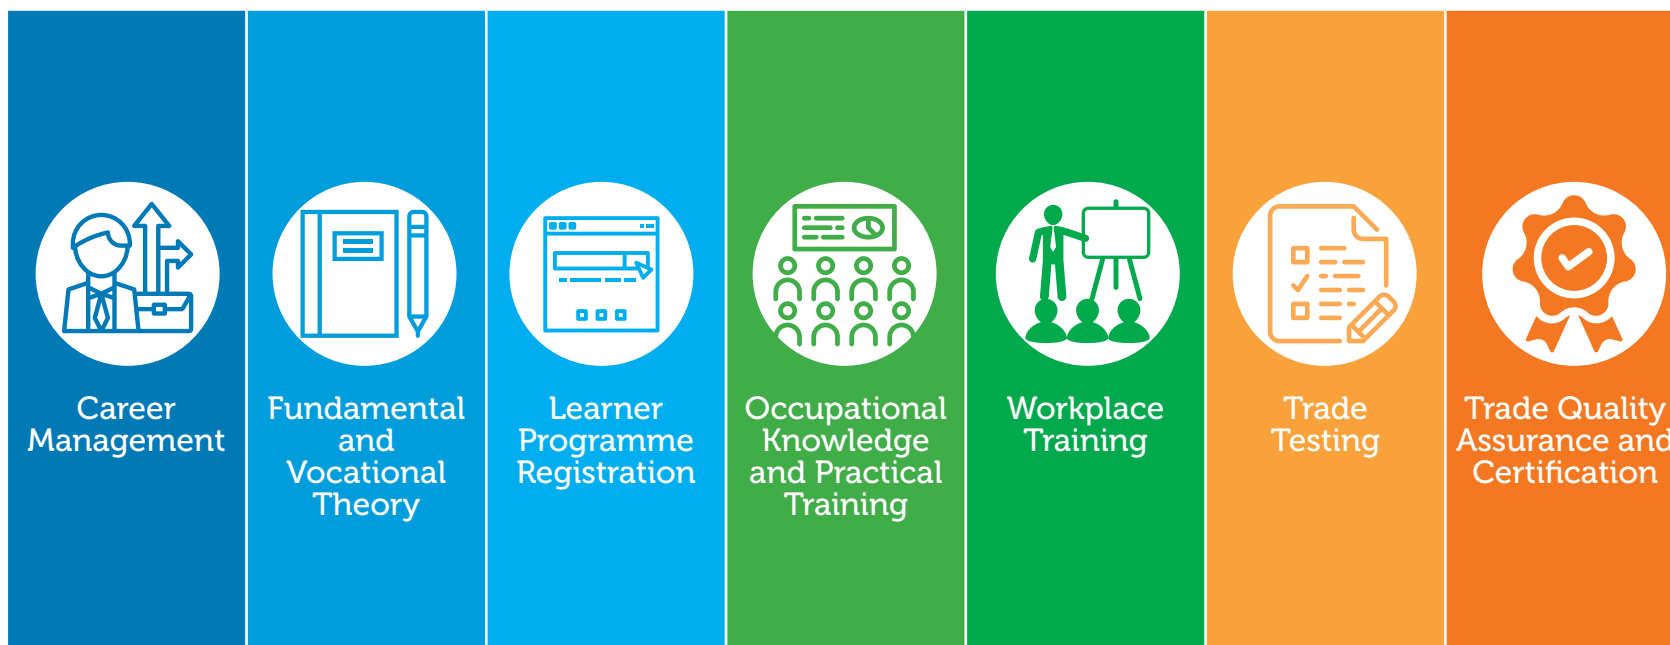 Career
Management
Fundamental
and
Vocational
Theory
Learner
Programme
Registration
Occupational
Knowledge
and Practical
Training
Workplace
Training
Trade
Testing
Trade Quality
Assurance and
Certification